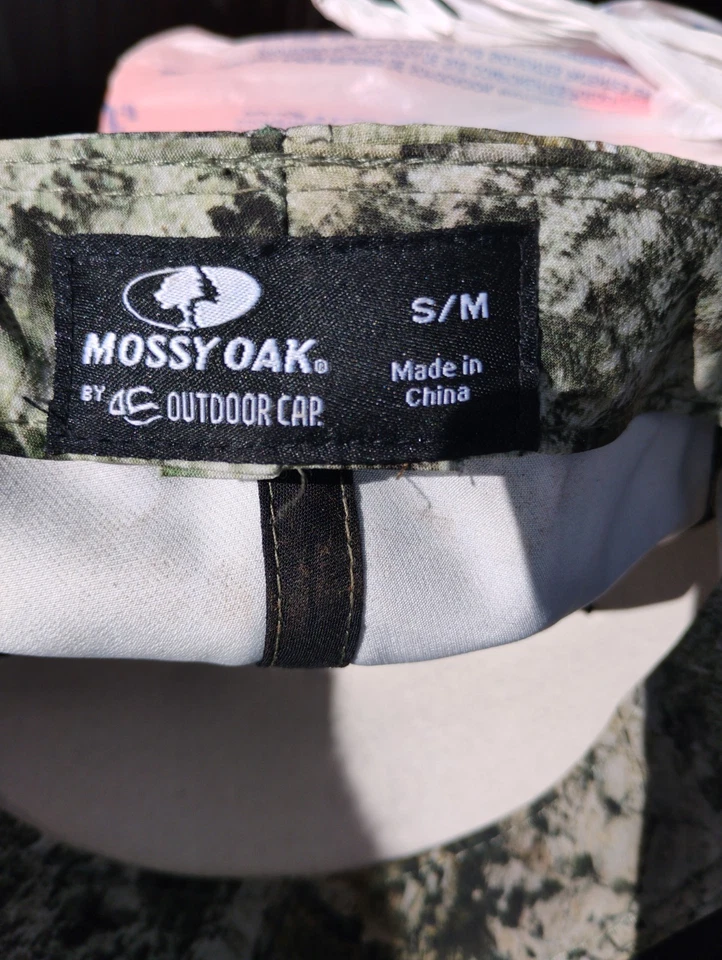 MOSSY OAK®
BY OUTDOOR CAP.
S/M
Made in
China